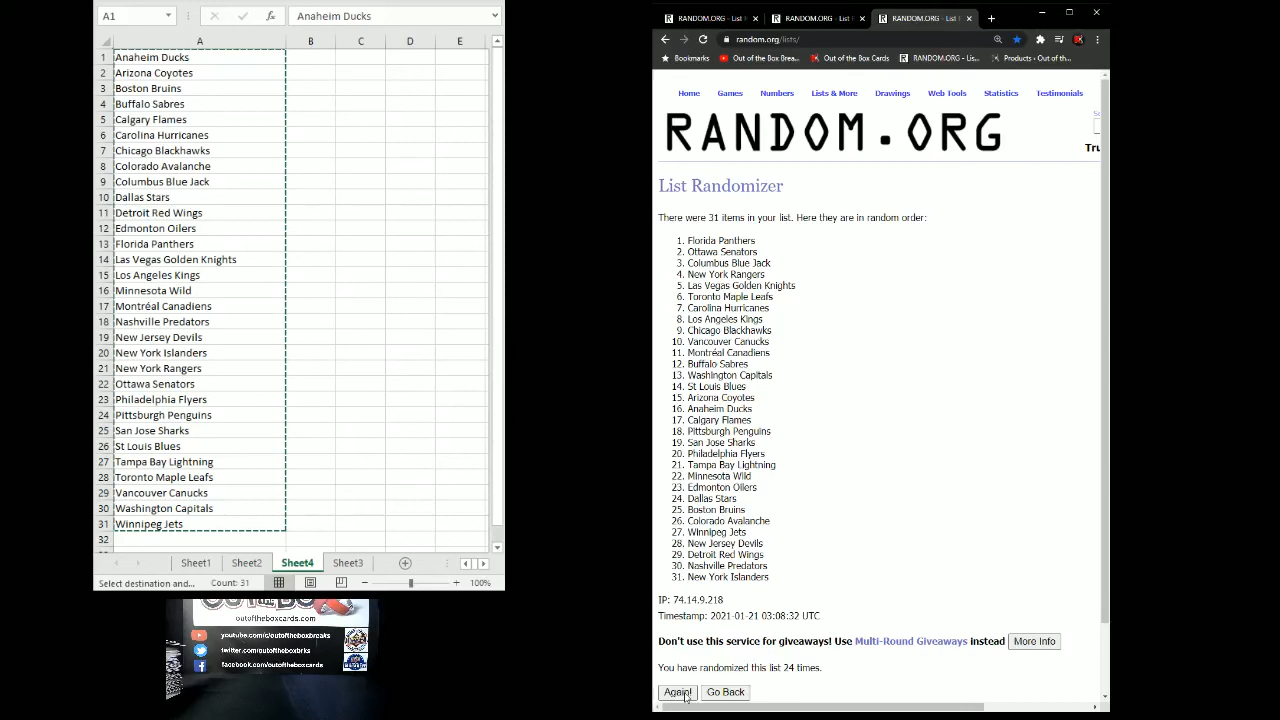 A1
Anaheim Ducks
A B C D E
1 Anaheim Ducks
2 Arizona Coyotes
3 Boston Bruins
4 Buffalo Sabres
5 Calgary Flames
6 Carolina Hurricanes
7 Chicago Blackhawks
8 Colorado Avalanche
9 Columbus Blue Jack
10 Dallas Stars
11 Detroit Red Wings
12 Edmonton Oilers
13 Florida Panthers
14 Las Vegas Golden Knights
15 Los Angeles Kings
16 Minnesota Wild
17 Montréal Canadiens
18 Nashville Predators
19 New Jersey Devils
20 New York Islanders
21 New York Rangers
22 Ottawa Senators
23 Philadelphia Flyers
24 Pittsburgh Penguins
25 San Jose Sharks
26 St Louis Blues
27 Tampa Bay Lightning
28 Toronto Maple Leafs
29 Vancouver Canucks
30 Washington Capitals
31 Winnipeg Jets
32
Sheet1 Sheet2 Sheet4 Sheet3
Select destination and... Count: 31 100%
outoftheboxcards.com
youtube.com/c/outoftheboxbreaks
twitter.com/outoftheboxbrks
facebook.com/outoftheboxcards
RANDOM.ORG - List RANDOM.ORG - List RANDOM.ORG - List
random.org/lists/
Bookmarks Out of the Box Brea... Out of the Box Cards RANDOM.ORG - Lis... Products › Out of th...
Home Games Numbers Lists & More Drawings Web Tools Statistics Testimonials
RANDOM.ORG
List Randomizer
There were 31 items in your list. Here they are in random order:
1. Florida Panthers
2. Ottawa Senators
3. Columbus Blue Jack
4. New York Rangers
5. Las Vegas Golden Knights
6. Toronto Maple Leafs
7. Carolina Hurricanes
8. Los Angeles Kings
9. Chicago Blackhawks
10. Vancouver Canucks
11. Montréal Canadiens
12. Buffalo Sabres
13. Washington Capitals
14. St Louis Blues
15. Arizona Coyotes
16. Anaheim Ducks
17. Calgary Flames
18. Pittsburgh Penguins
19. San Jose Sharks
20. Philadelphia Flyers
21. Tampa Bay Lightning
22. Minnesota Wild
23. Edmonton Oilers
24. Dallas Stars
25. Boston Bruins
26. Colorado Avalanche
27. Winnipeg Jets
28. New Jersey Devils
29. Detroit Red Wings
30. Nashville Predators
31. New York Islanders
IP: 74.14.9.218
Timestamp: 2021-01-21 03:08:32 UTC
Don't use this service for giveaways! Use Multi-Round Giveaways instead More Info
You have randomized this list 24 times.
Again! Go Back